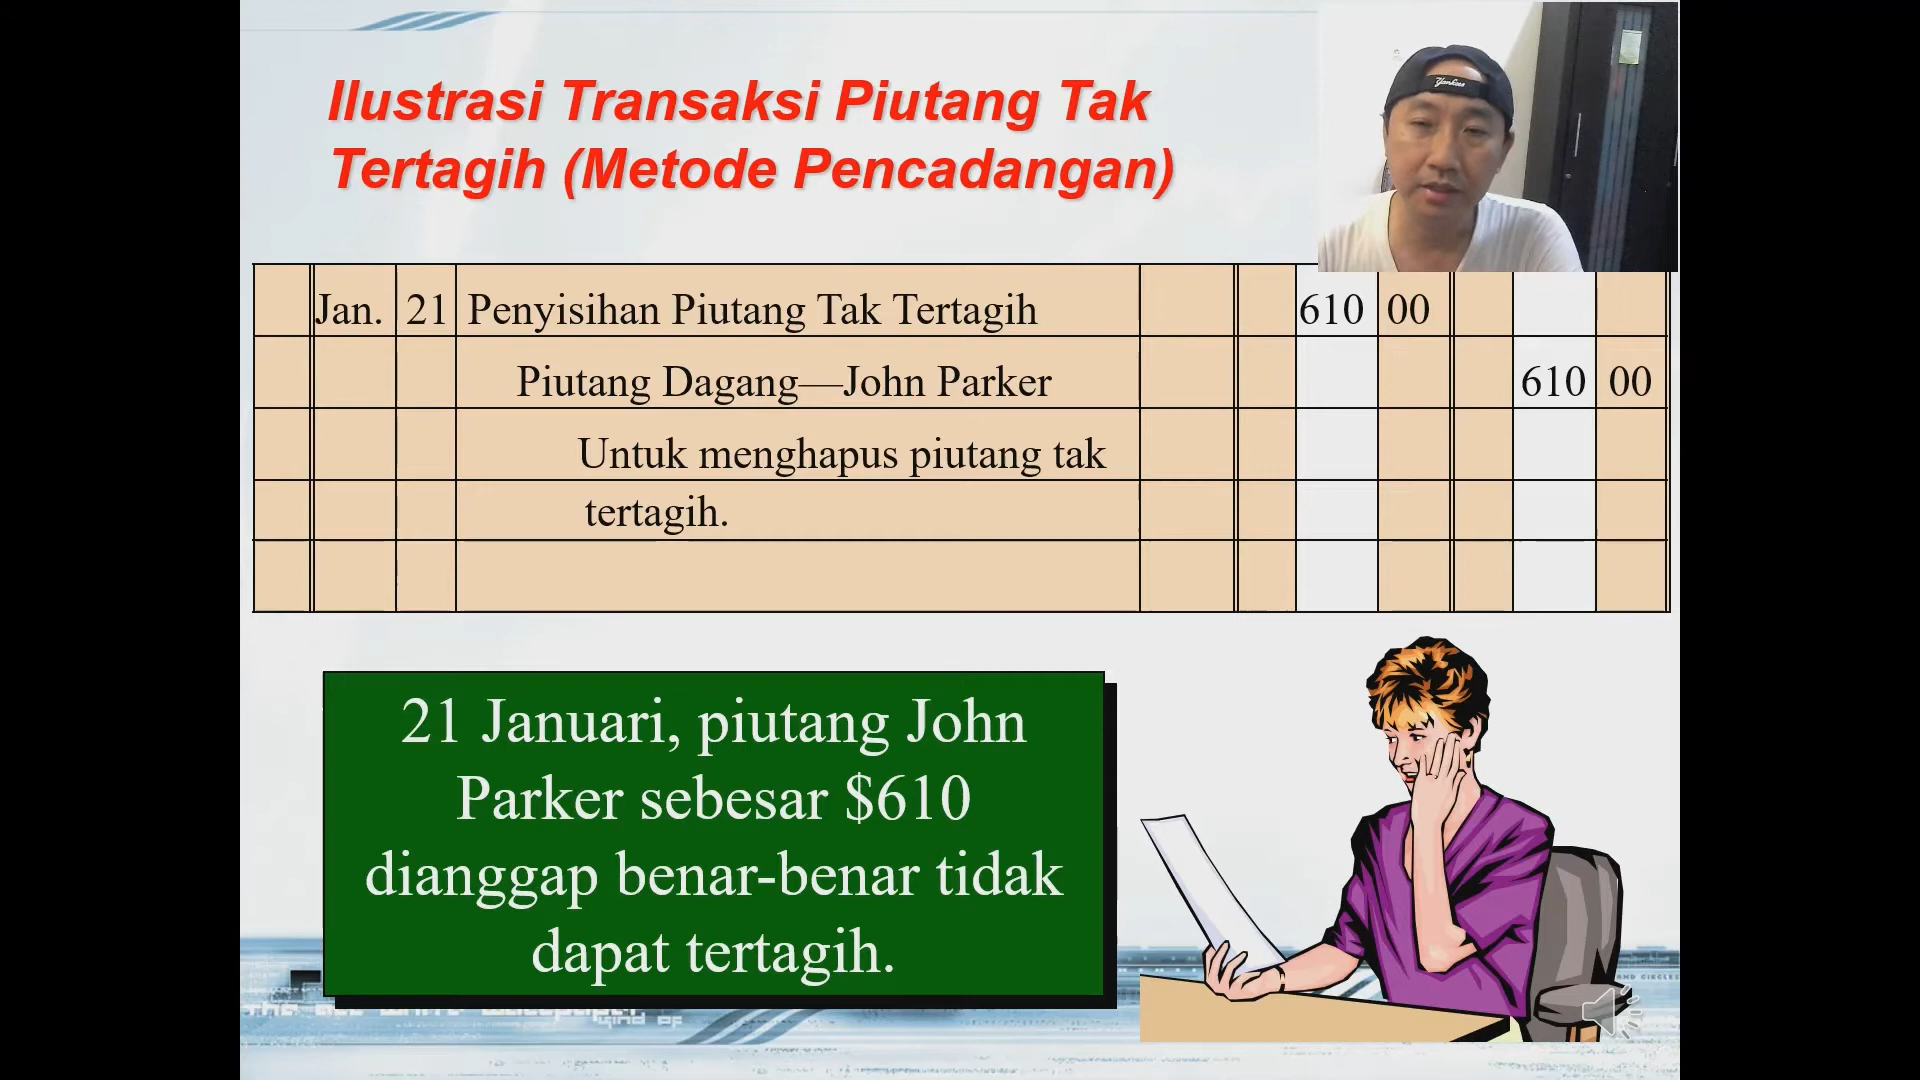 Ilustrasi Transaksi Piutang Tak
Tertagih (Metode Pencadangan)
Yankees
Jan. 21 Penyisihan Piutang Tak Tertagih 610 00
Piutang Dagang—John Parker 610 00
Untuk menghapus piutang tak
tertagih.
21 Januari, piutang John
Parker sebesar $610
dianggap benar-benar tidak
dapat tertagih.